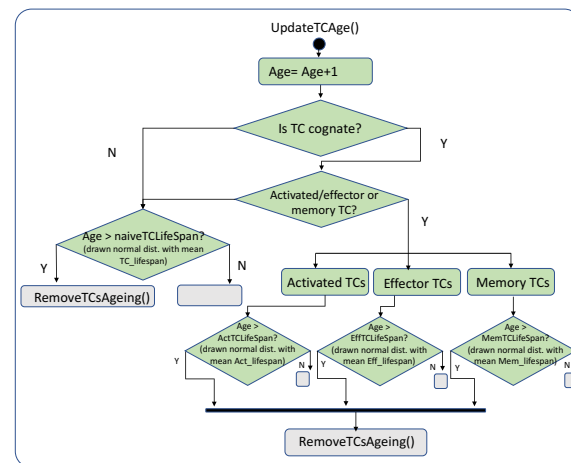 UpdateTCAge()
Age= Age+1
Is TC cognate?
N
Y
Activated/effector or
memory TC?
Y
Age > naiveTCLifeSpan?
(drawn normal dist. with mean
TC_lifespan)
Y
N
RemoveTCsAgeing()
Activated TCs
Effector TCs
Memory TCs
Age >
ActTCLifeSpan?
(drawn normal dist. with
mean Act_lifespan)
Y
N
Age >
EffTCLifeSpan?
(drawn normal dist. with
mean Eff_lifespan)
Y
N
Age >
MemTCLifeSpan?
(drawn normal dist. with
mean Mem_lifespan)
Y
N
RemoveTCsAgeing()